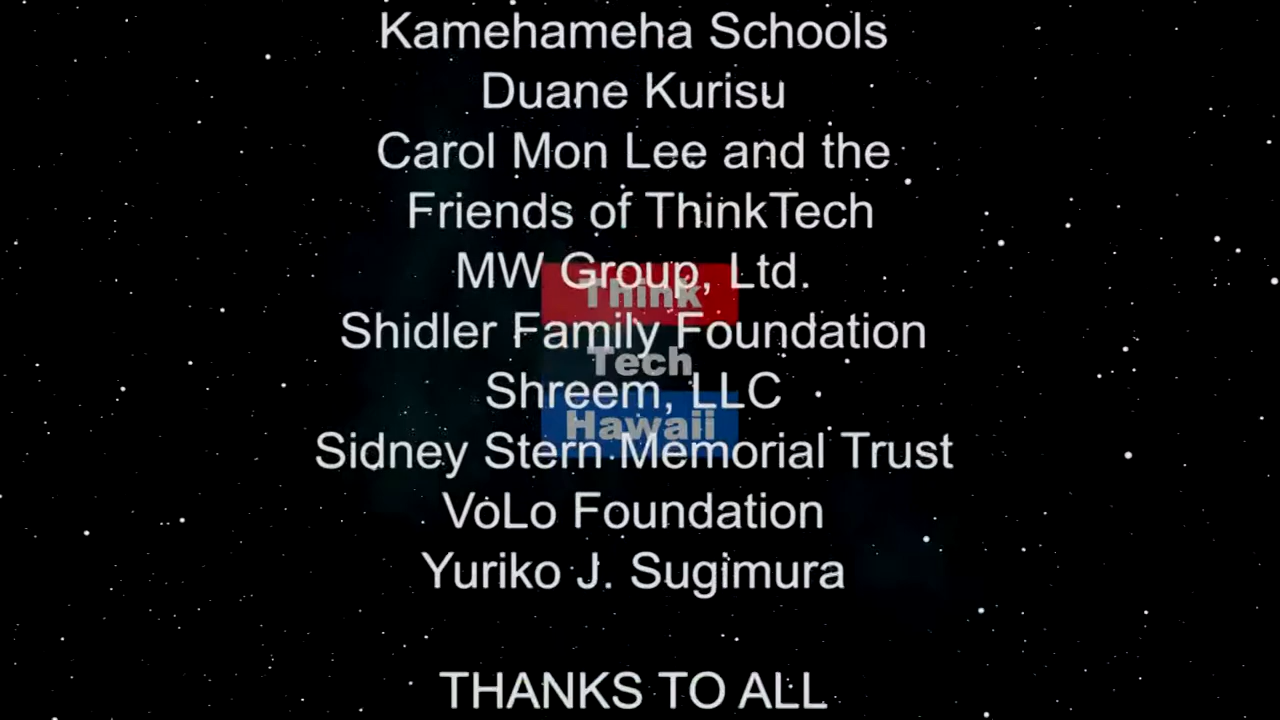 Kamehameha Schools
Duane Kurisu
Carol Mon Lee and the
Friends of ThinkTech
MW Group, Ltd.
Think
Shidler Family Foundation
Tech
Shreem, LLC
Hawaii
Sidney Stern Memorial Trust
VoLo Foundation
Yuriko J. Sugimura
THANKS TO ALL